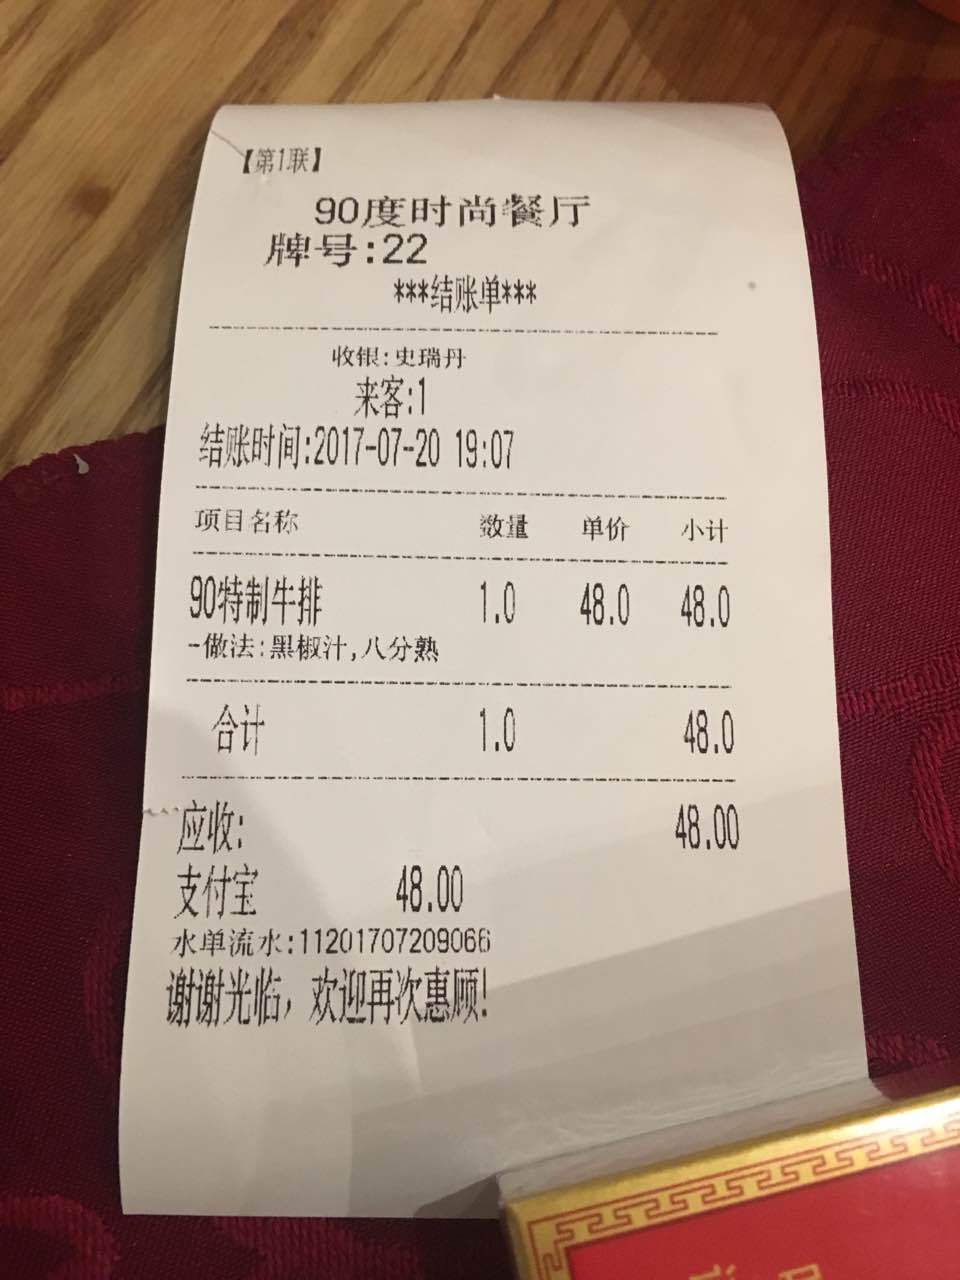 【第1联】
90度时尚餐厅
牌号:22
***结账单***
收银:史瑞丹
来客:1
结账时间:2017-07-20 19:07
项目名称 数量 单价 小计
90特制牛排 1.0 48.0 48.0
-做法:黑椒汁,八分熟
合计 1.0 48.0
应收: 48.00
支付宝 48.00
水单流水:11201707209066
谢谢光临，欢迎再次惠顾!